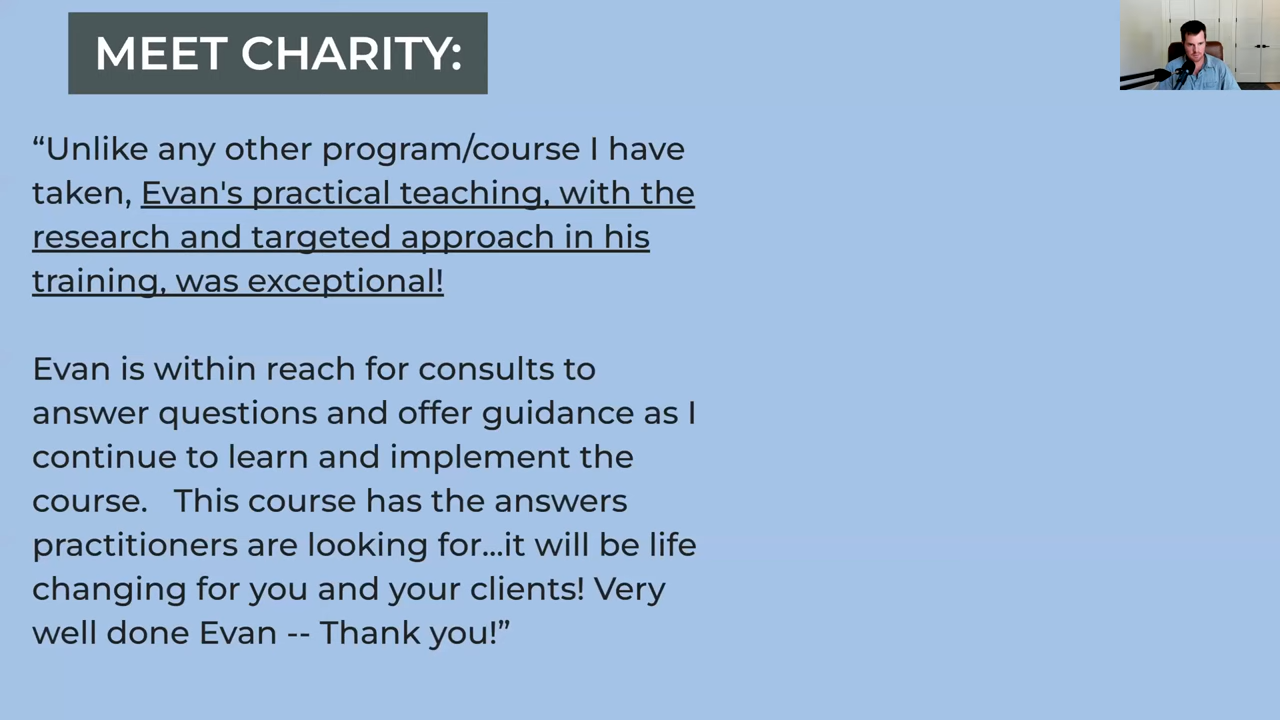 MEET CHARITY:
“Unlike any other program/course I have
taken, Evan's practical teaching, with the
research and targeted approach in his
training, was exceptional!
Evan is within reach for consults to
answer questions and offer guidance as I
continue to learn and implement the
course.   This course has the answers
practitioners are looking for...it will be life
changing for you and your clients! Very
well done Evan -- Thank you!”